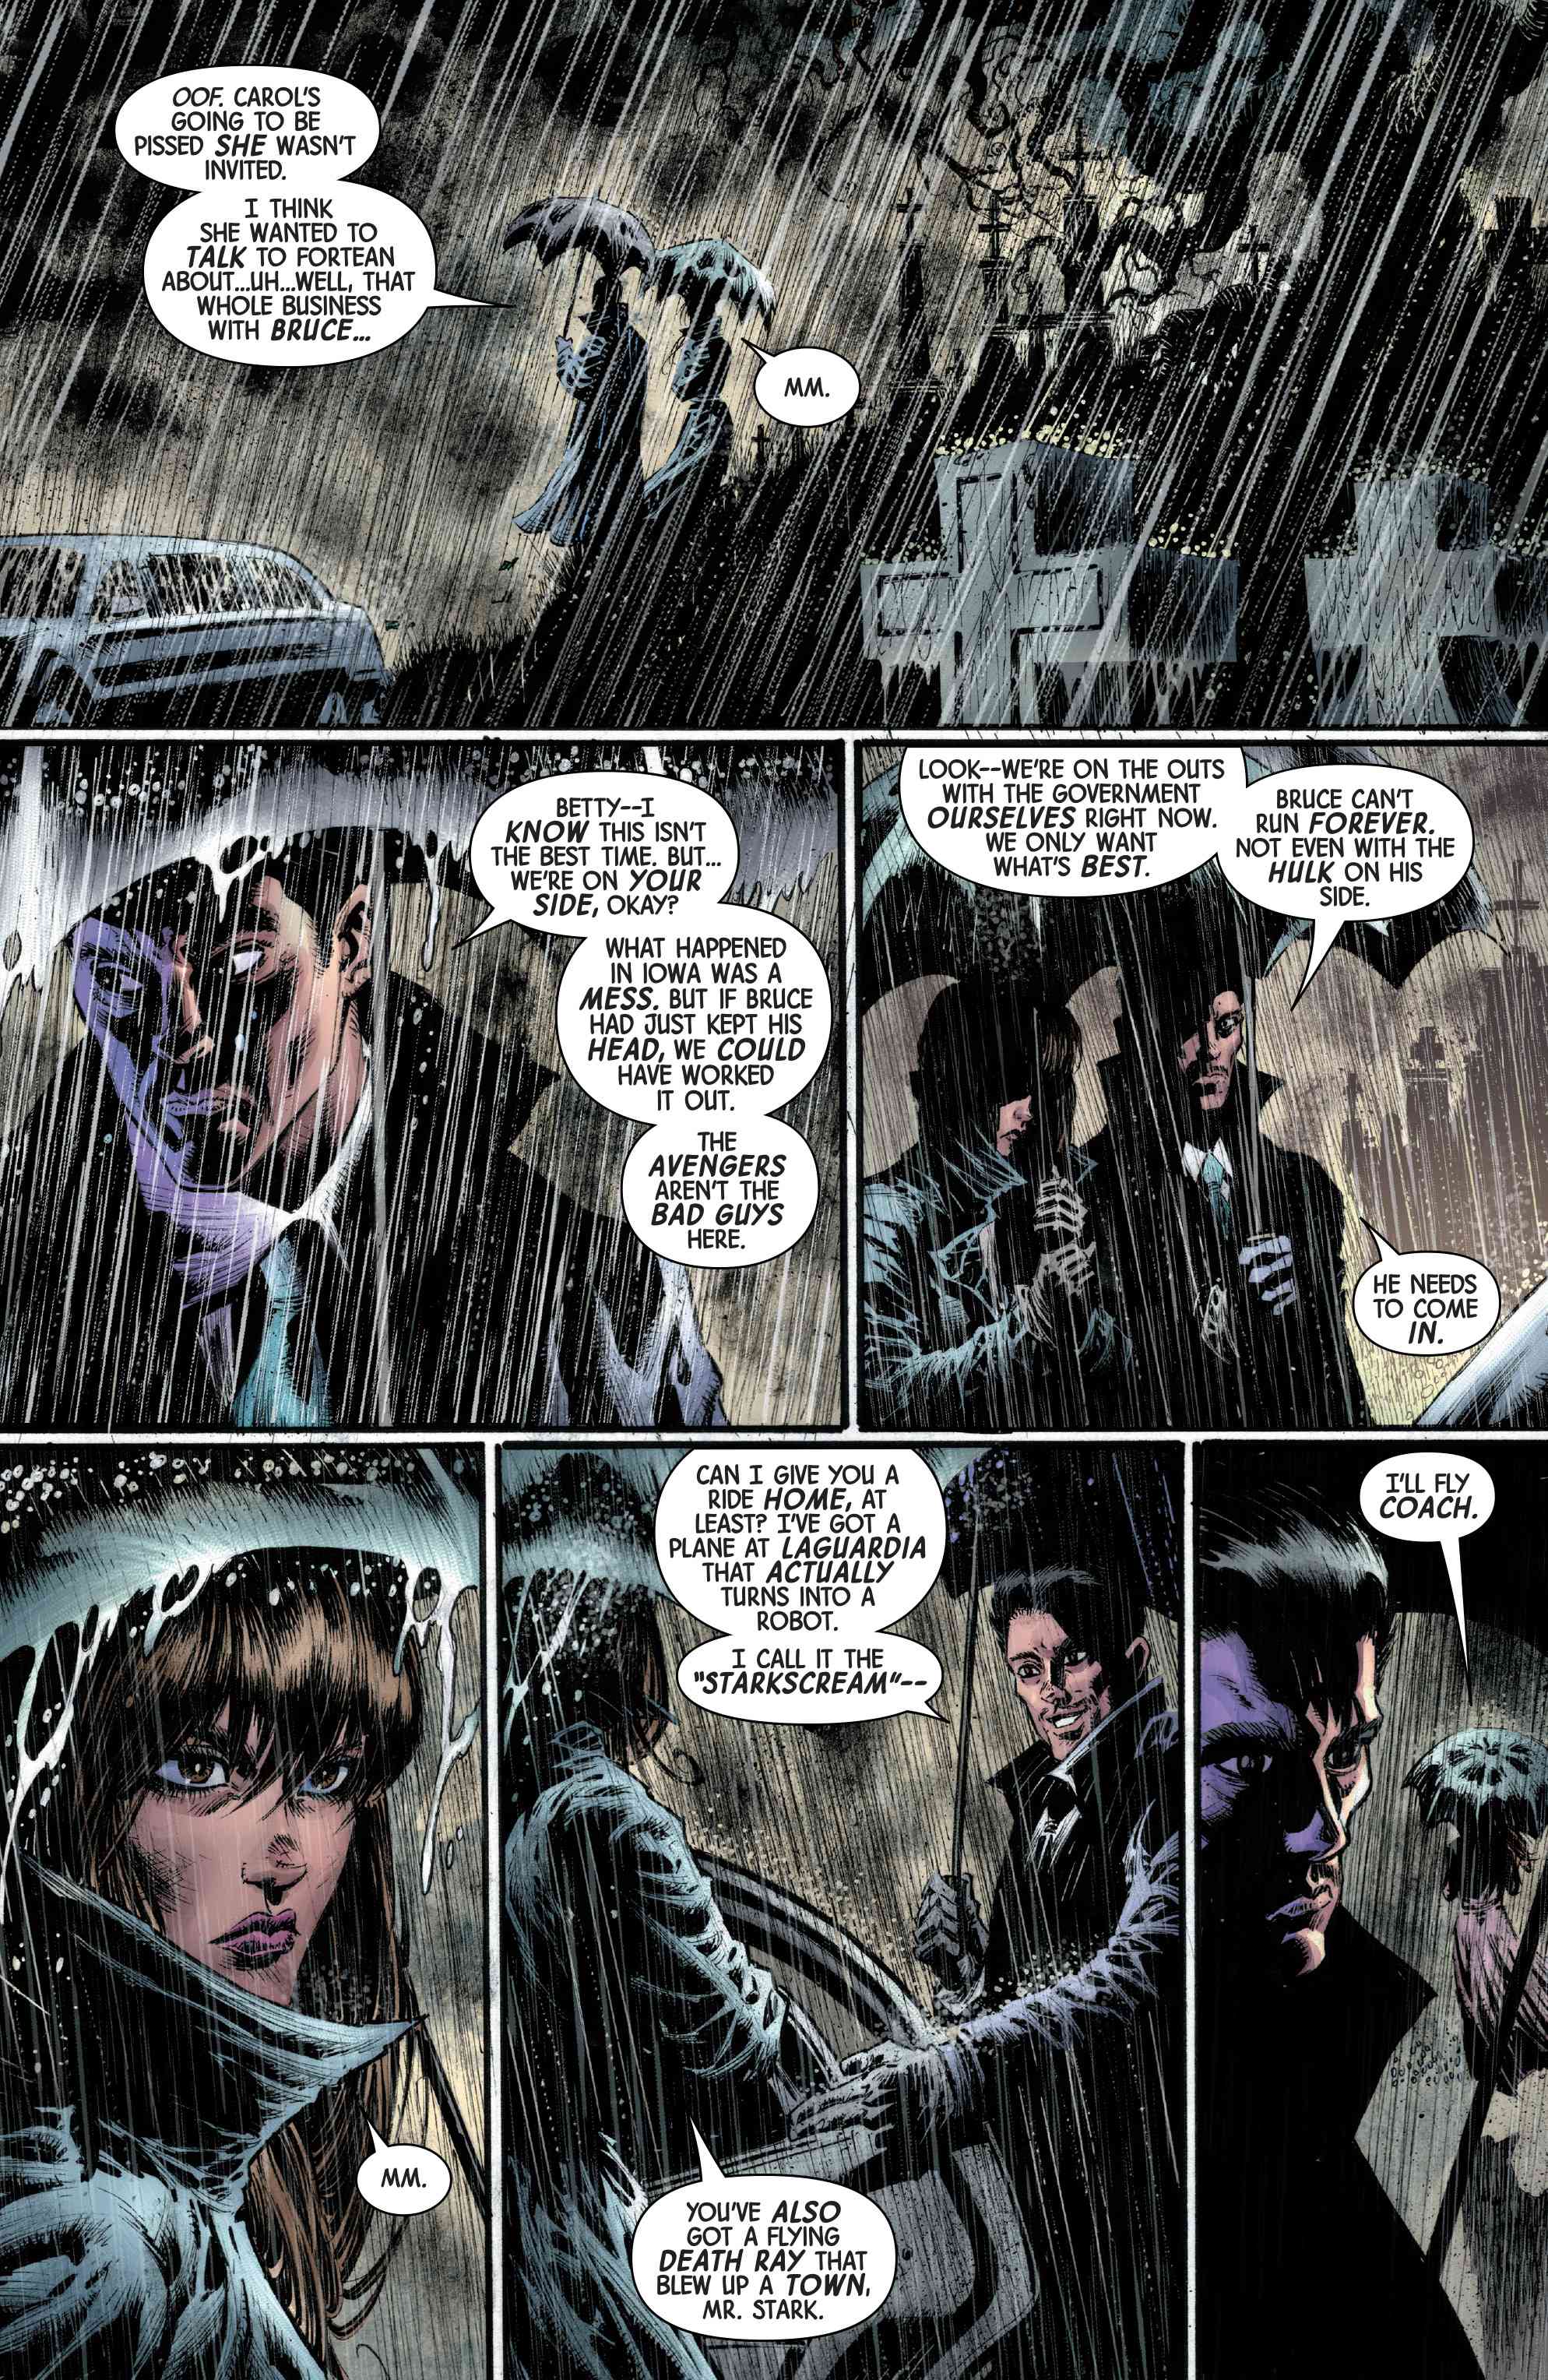 OOF. CAROL'S
GOING TO BE
PISSED SHE WASN'T
INVITED.
I THINK
SHE WANTED TO
TALK TO FORTEAN
ABOUT...UH...WELL, THAT
WHOLE BUSINESS
WITH BRUCE...
MM.
BETTY--I
KNOW THIS ISN'T
THE BEST TIME. BUT...
WE'RE ON YOUR
SIDE, OKAY?
WHAT HAPPENED
IN IOWA WAS A
MESS. BUT IF BRUCE
HAD JUST KEPT HIS
HEAD, WE COULD
HAVE WORKED
IT OUT.
THE
AVENGERS
AREN'T THE
BAD GUYS
HERE.
LOOK--WE'RE ON THE OUTS
WITH THE GOVERNMENT
OURSELVES RIGHT NOW.
WE ONLY WANT
WHAT'S BEST.
BRUCE CAN'T
RUN FOREVER.
NOT EVEN WITH THE
HULK ON HIS
SIDE.
HE NEEDS
TO COME
IN.
MM.
CAN I GIVE YOU A
RIDE HOME, AT
LEAST? I'VE GOT A
PLANE AT LAGUARDIA
THAT ACTUALLY
TURNS INTO A
ROBOT.
I CALL IT THE
"STARKSCREAM"--
YOU'VE ALSO
GOT A FLYING
DEATH RAY THAT
BLEW UP A TOWN,
MR. STARK.
I'LL FLY
COACH.